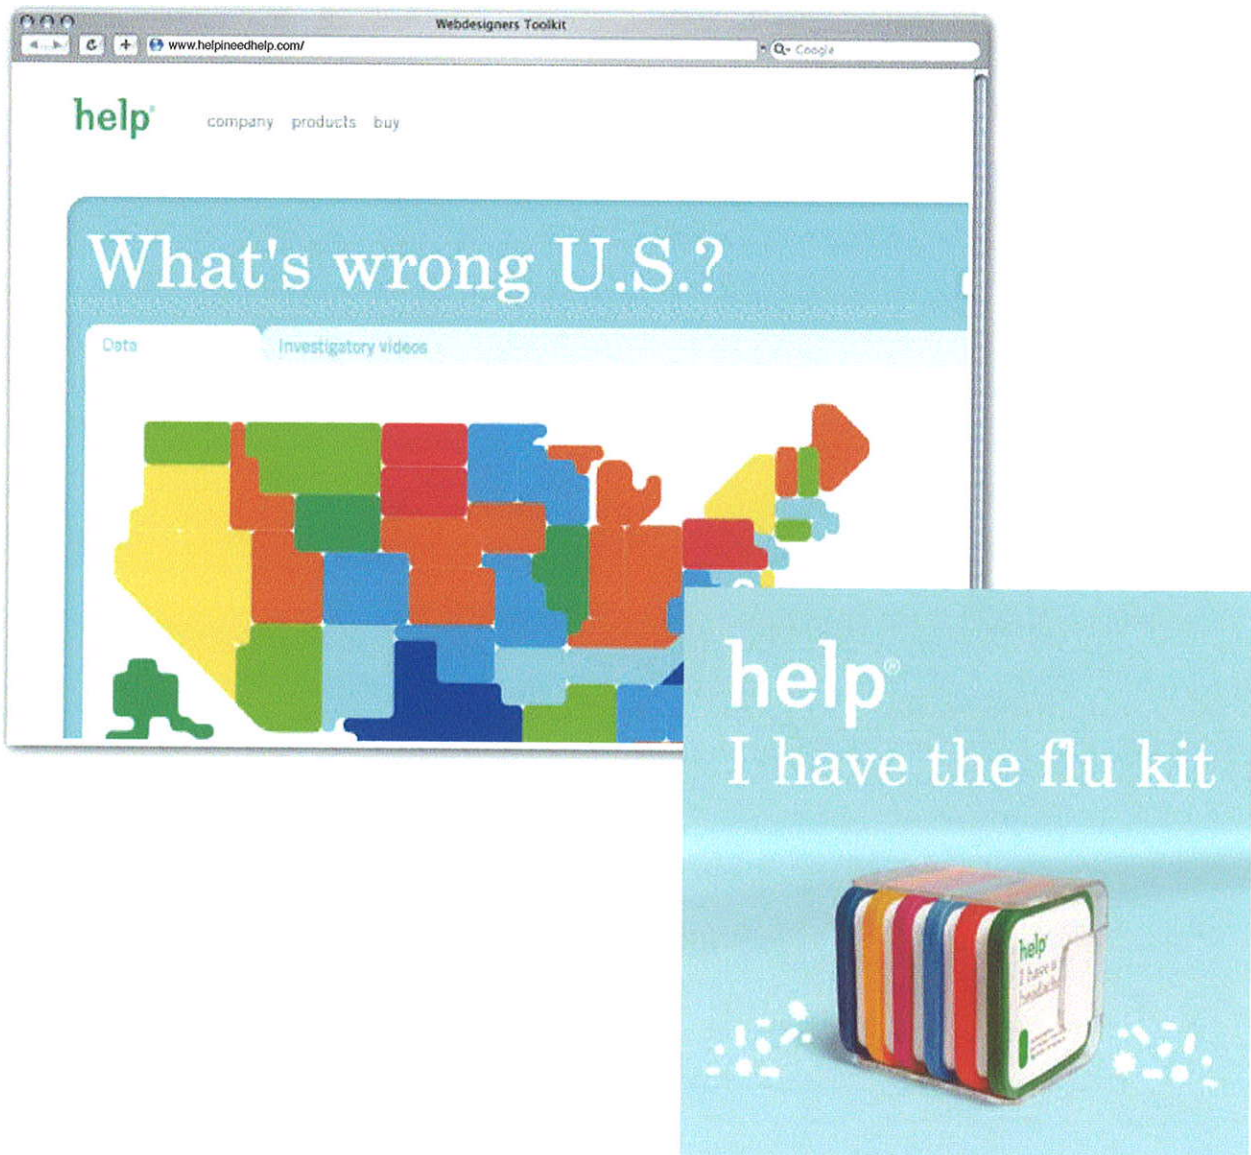 Webdesigners Toolkit
www.helpineedhelp.com/
Google
help®
company products buy
What's wrong U.S.?
Data
Investigatory videos
help®
I have the flu kit
help®
I have a
headache